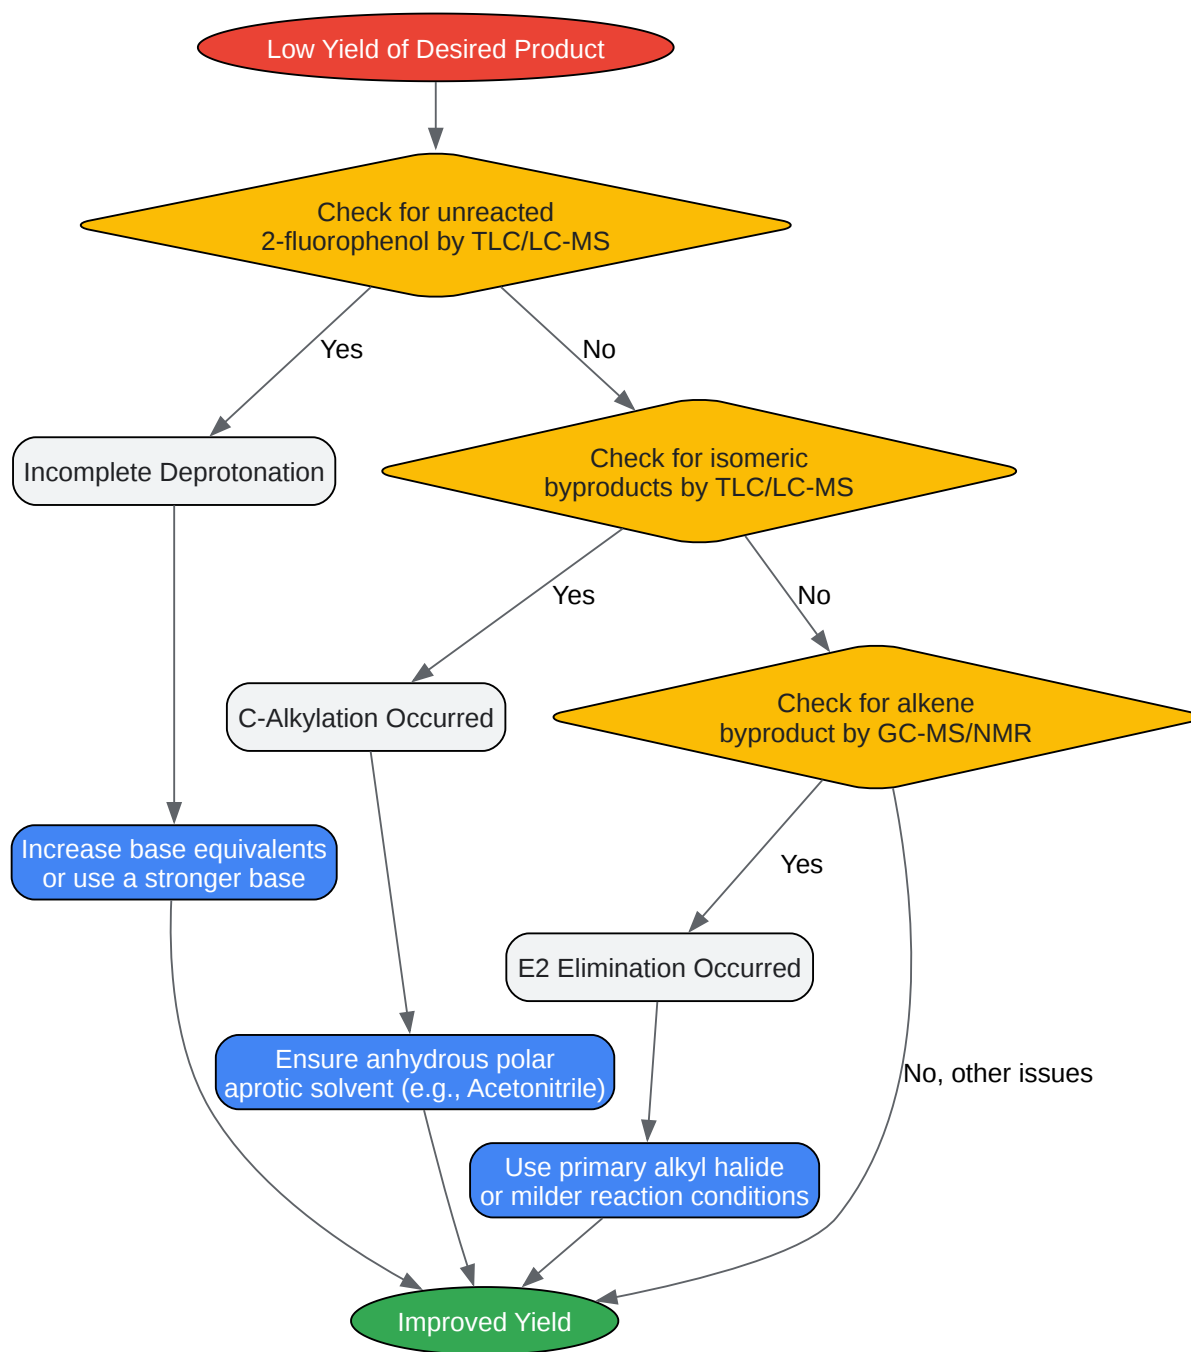 Low Yield of Desired Product
Check for unreacted
2-fluorophenol by TLC/LC-MS
Yes
No
Incomplete Deprotonation
Check for isomeric
byproducts by TLC/LC-MS
Yes
No
C-Alkylation Occurred
Check for alkene
byproduct by GC-MS/NMR
Increase base equivalents
or use a stronger base
Yes
E2 Elimination Occurred
Ensure anhydrous polar
aprotic solvent (e.g., Acetonitrile)
No, other issues
Use primary alkyl halide
or milder reaction conditions
Improved Yield